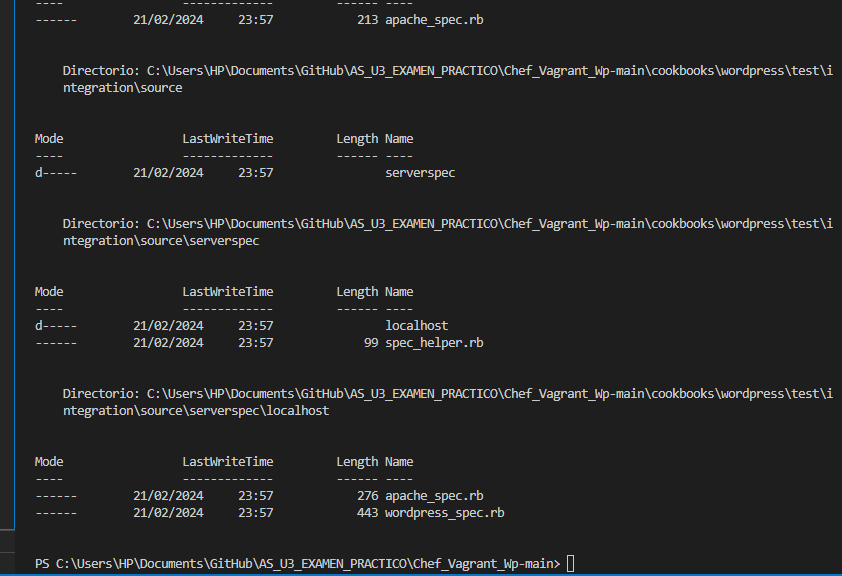 ----                 -------------         ------ ----
------        21/02/2024     23:57            213 apache_spec.rb
    Directorio: C:\Users\HP\Documents\GitHub\AS_U3_EXAMEN_PRACTICO\Chef_Vagrant_Wp-main\cookbooks\wordpress\test\i
    ntegration\source
Mode                 LastWriteTime         Length Name
----                 -------------         ------ ----
d-----        21/02/2024     23:57                serverspec
    Directorio: C:\Users\HP\Documents\GitHub\AS_U3_EXAMEN_PRACTICO\Chef_Vagrant_Wp-main\cookbooks\wordpress\test\i
    ntegration\source\serverspec
Mode                 LastWriteTime         Length Name
----                 -------------         ------ ----
d-----        21/02/2024     23:57                localhost
------        21/02/2024     23:57             99 spec_helper.rb
    Directorio: C:\Users\HP\Documents\GitHub\AS_U3_EXAMEN_PRACTICO\Chef_Vagrant_Wp-main\cookbooks\wordpress\test\i
    ntegration\source\serverspec\localhost
Mode                 LastWriteTime         Length Name
----                 -------------         ------ ----
------        21/02/2024     23:57            276 apache_spec.rb
------        21/02/2024     23:57            443 wordpress_spec.rb
PS C:\Users\HP\Documents\GitHub\AS_U3_EXAMEN_PRACTICO\Chef_Vagrant_Wp-main>